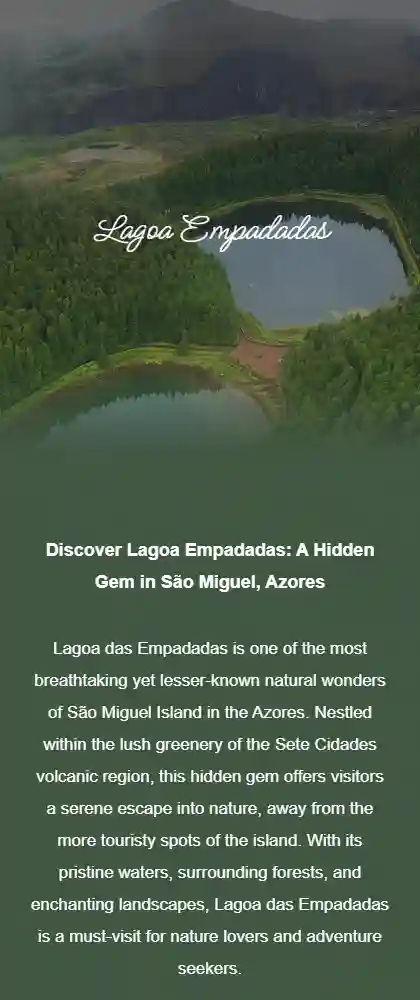 Lagoa Empadadas
Discover Lagoa Empadadas: A Hidden
Gem in São Miguel, Azores
Lagoa das Empadadas is one of the most
breathtaking yet lesser-known natural wonders
of São Miguel Island in the Azores. Nestled
within the lush greenery of the Sete Cidades
volcanic region, this hidden gem offers visitors
a serene escape into nature, away from the
more touristy spots of the island. With its
pristine waters, surrounding forests, and
enchanting landscapes, Lagoa das Empadadas
is a must-visit for nature lovers and adventure
seekers.